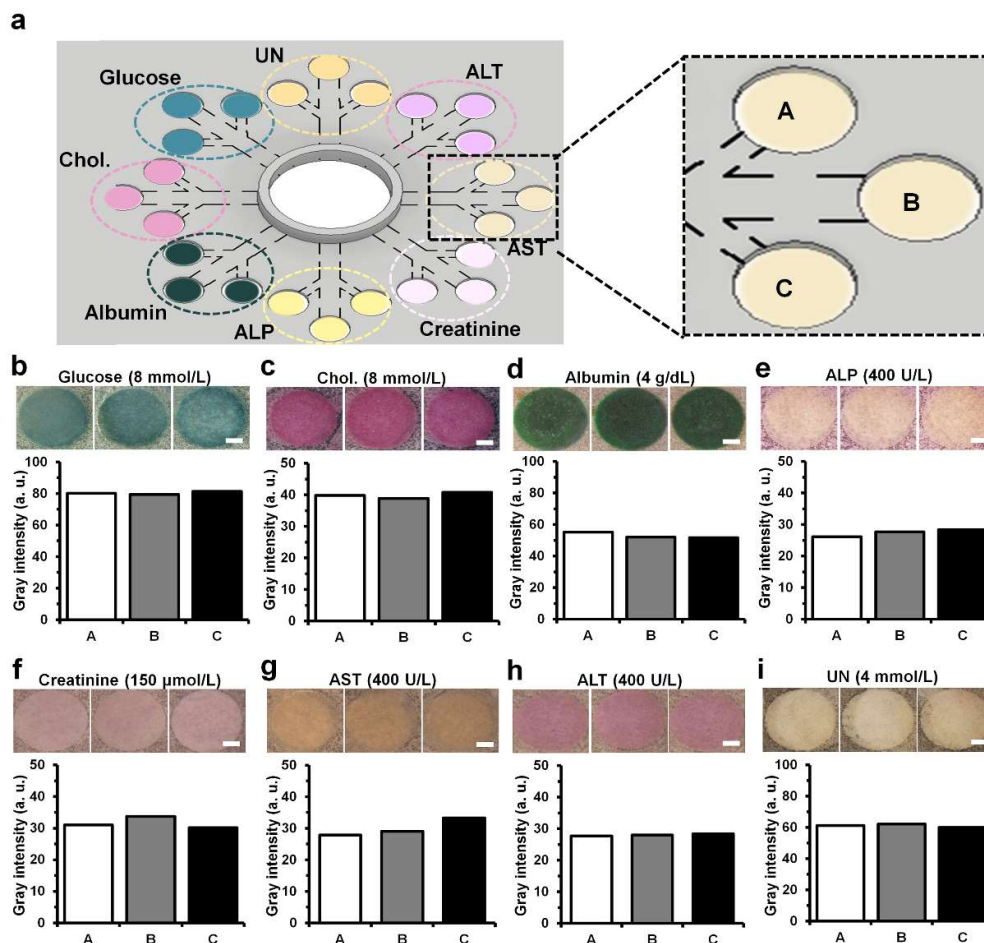 a
UN
Glucose
ALT
Chol.
AST
Albumin
ALP
Creatinine
A
B
C
b
Glucose (8 mmol/L)
Gray intensity (a. u.)
100
80
60
40
20
0
A B C
c
Chol. (8 mmol/L)
Gray intensity (a. u.)
50
40
30
20
10
0
A B C
d
Albumin (4 g/dL)
Gray intensity (a. u.)
100
80
60
40
20
0
A B C
e
ALP (400 U/L)
Gray intensity (a. u.)
50
40
30
20
10
0
A B C
f
Creatinine (150 µmol/L)
Gray intensity (a. u.)
50
40
30
20
10
0
A B C
g
AST (400 U/L)
Gray intensity (a. u.)
50
40
30
20
10
0
A B C
h
ALT (400 U/L)
Gray intensity (a. u.)
50
40
30
20
10
0
A B C
i
UN (4 mmol/L)
Gray intensity (a. u.)
100
80
60
40
20
0
A B C